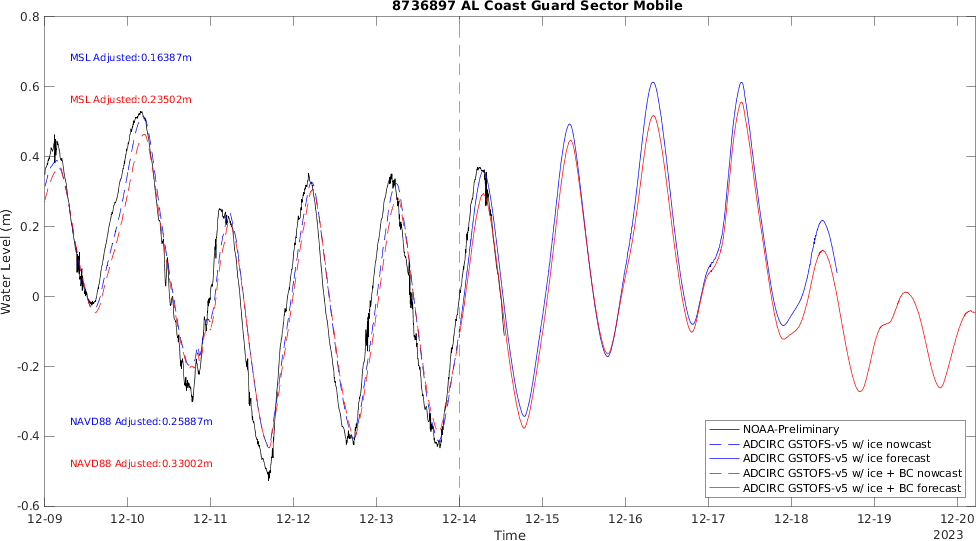 8736897 AL Coast Guard Sector Mobile
0.8
0.6
0.4
0.2
0
-0.2
-0.4
-0.6
Water Level (m)
MSL Adjusted:0.16387m
MSL Adjusted:0.23502m
NAVD88 Adjusted:0.25887m
NAVD88 Adjusted:0.33002m
NOAA-Preliminary
ADCIRC GSTOFS-v5 w/ ice nowcast
ADCIRC GSTOFS-v5 w/ ice forecast
ADCIRC GSTOFS-v5 w/ ice + BC nowcast
ADCIRC GSTOFS-v5 w/ ice + BC forecast
12-09 12-10 12-11 12-12 12-13 12-14 12-15 12-16 12-17 12-18 12-19 12-20
Time
2023